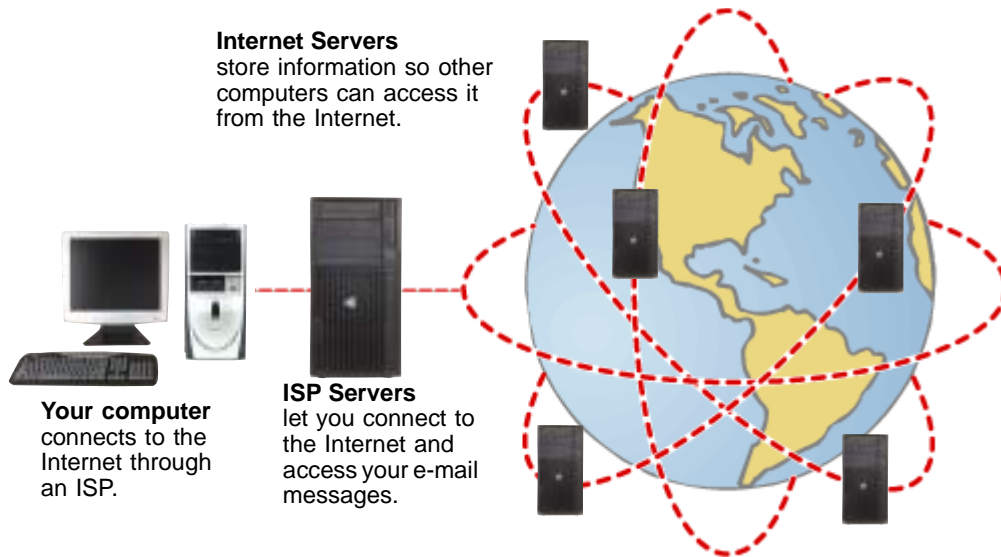 Internet Servers
store information so other
computers can access it
from the Internet.
Your computer
connects to the
Internet through
an ISP.
ISP Servers
let you connect to
the Internet and
access your e-mail
messages.